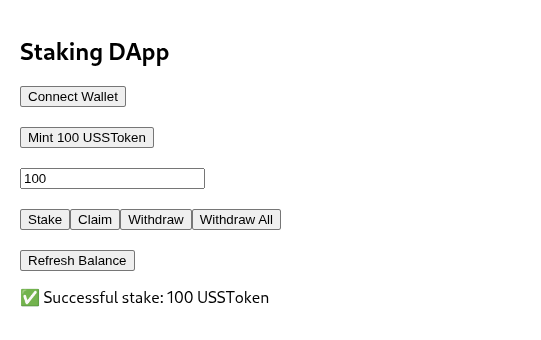 Staking DApp
Connect Wallet
Mint 100 USSToken
100
Stake Claim Withdraw Withdraw All
Refresh Balance
✅ Successful stake: 100 USSToken